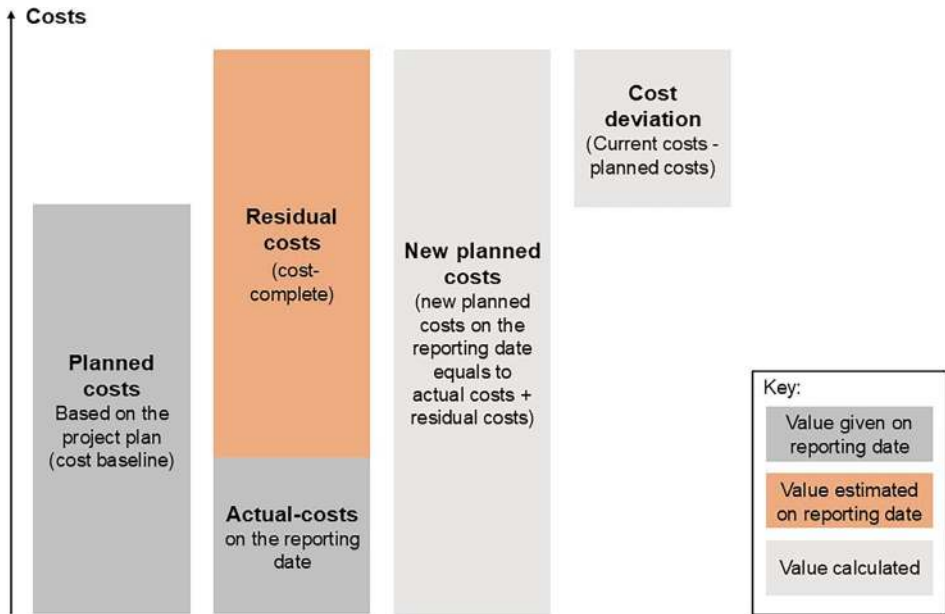 Costs
Planned
costs
Based on the
project plan
(cost baseline)
Residual
costs
(cost-
complete)
Actual-costs
on the reporting
date
New planned
costs
(new planned
costs on the
reporting date
equals to
actual costs +
residual costs)
Cost
deviation
(Current costs -
planned costs)
Key:
Value given on
reporting date
Value estimated
on reporting date
Value calculated